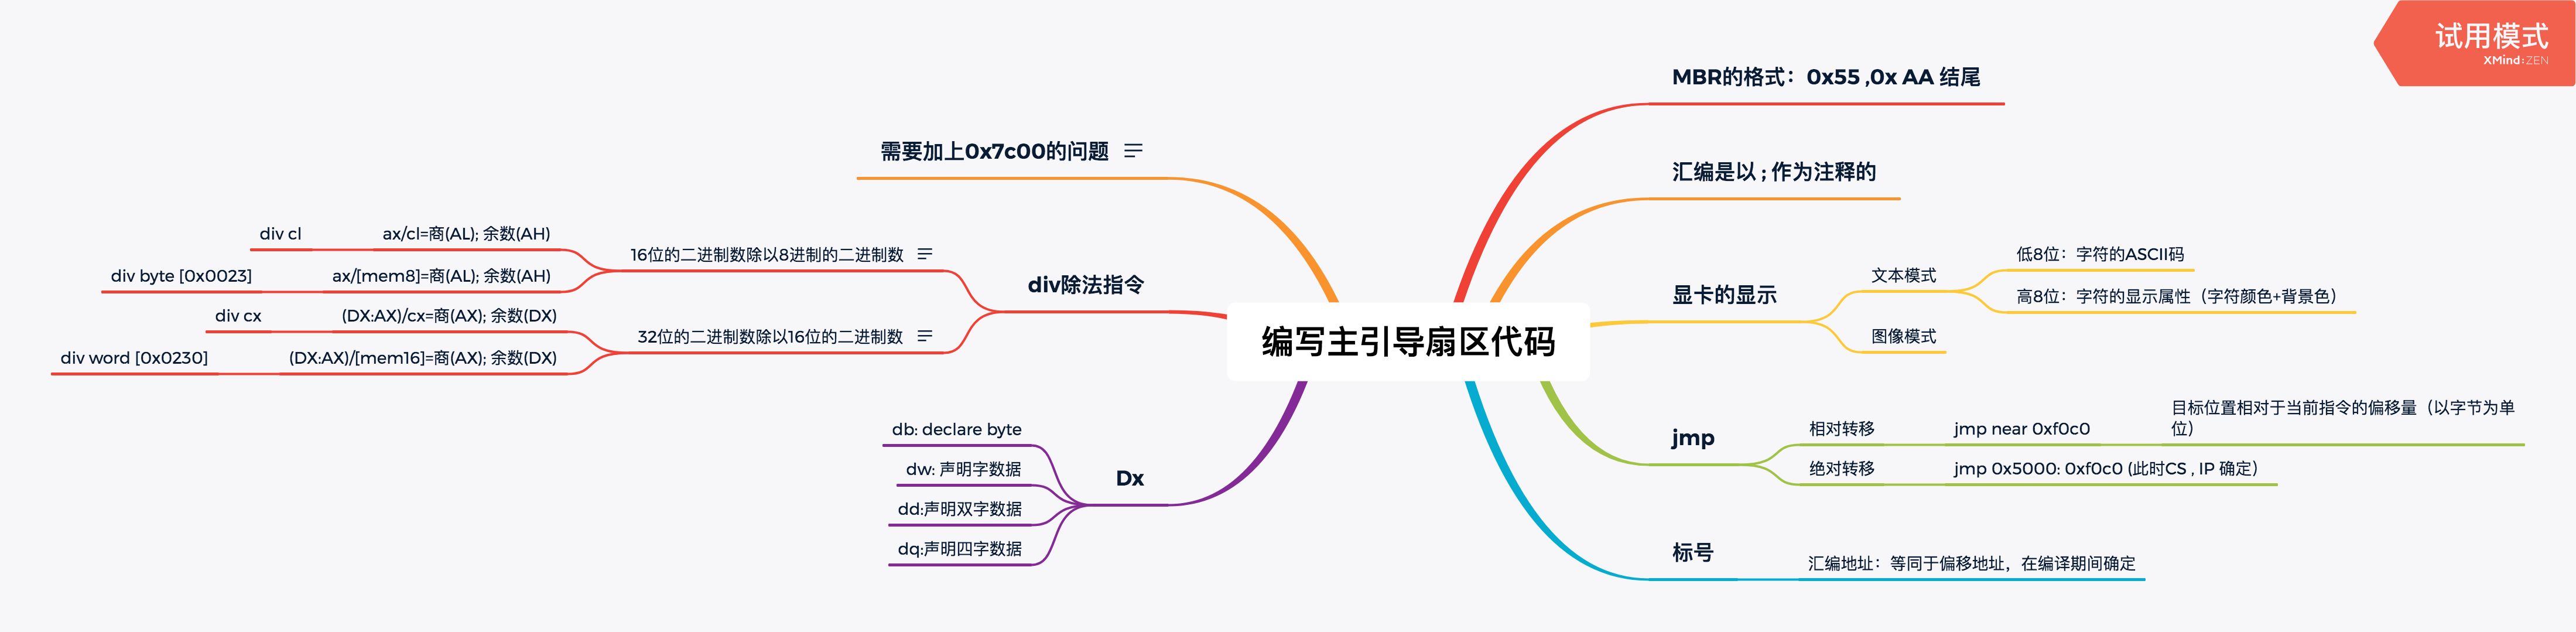 试用模式
XMind:ZEN
编写主引导扇区代码
MBR的格式：0x55 ,0x AA 结尾
汇编是以 ; 作为注释的
显卡的显示
文本模式
低8位：字符的ASCII码
高8位：字符的显示属性（字符颜色+背景色）
图像模式
jmp
相对转移
jmp near 0xf0c0
目标位置相对于当前指令的偏移量（以字节为单
位）
绝对转移
jmp 0x5000: 0xf0c0 (此时CS , IP 确定）
标号
汇编地址：等同于偏移地址，在编译期间确定
需要加上0x7c00的问题
div除法指令
16位的二进制数除以8进制的二进制数
ax/cl=商(AL); 余数(AH)
div cl
ax/[mem8]=商(AL); 余数(AH)
div byte [0x0023]
32位的二进制数除以16位的二进制数
(DX:AX)/cx=商(AX); 余数(DX)
div cx
(DX:AX)/[mem16]=商(AX); 余数(DX)
div word [0x0230]
Dx
db: declare byte
dw: 声明字数据
dd:声明双字数据
dq:声明四字数据